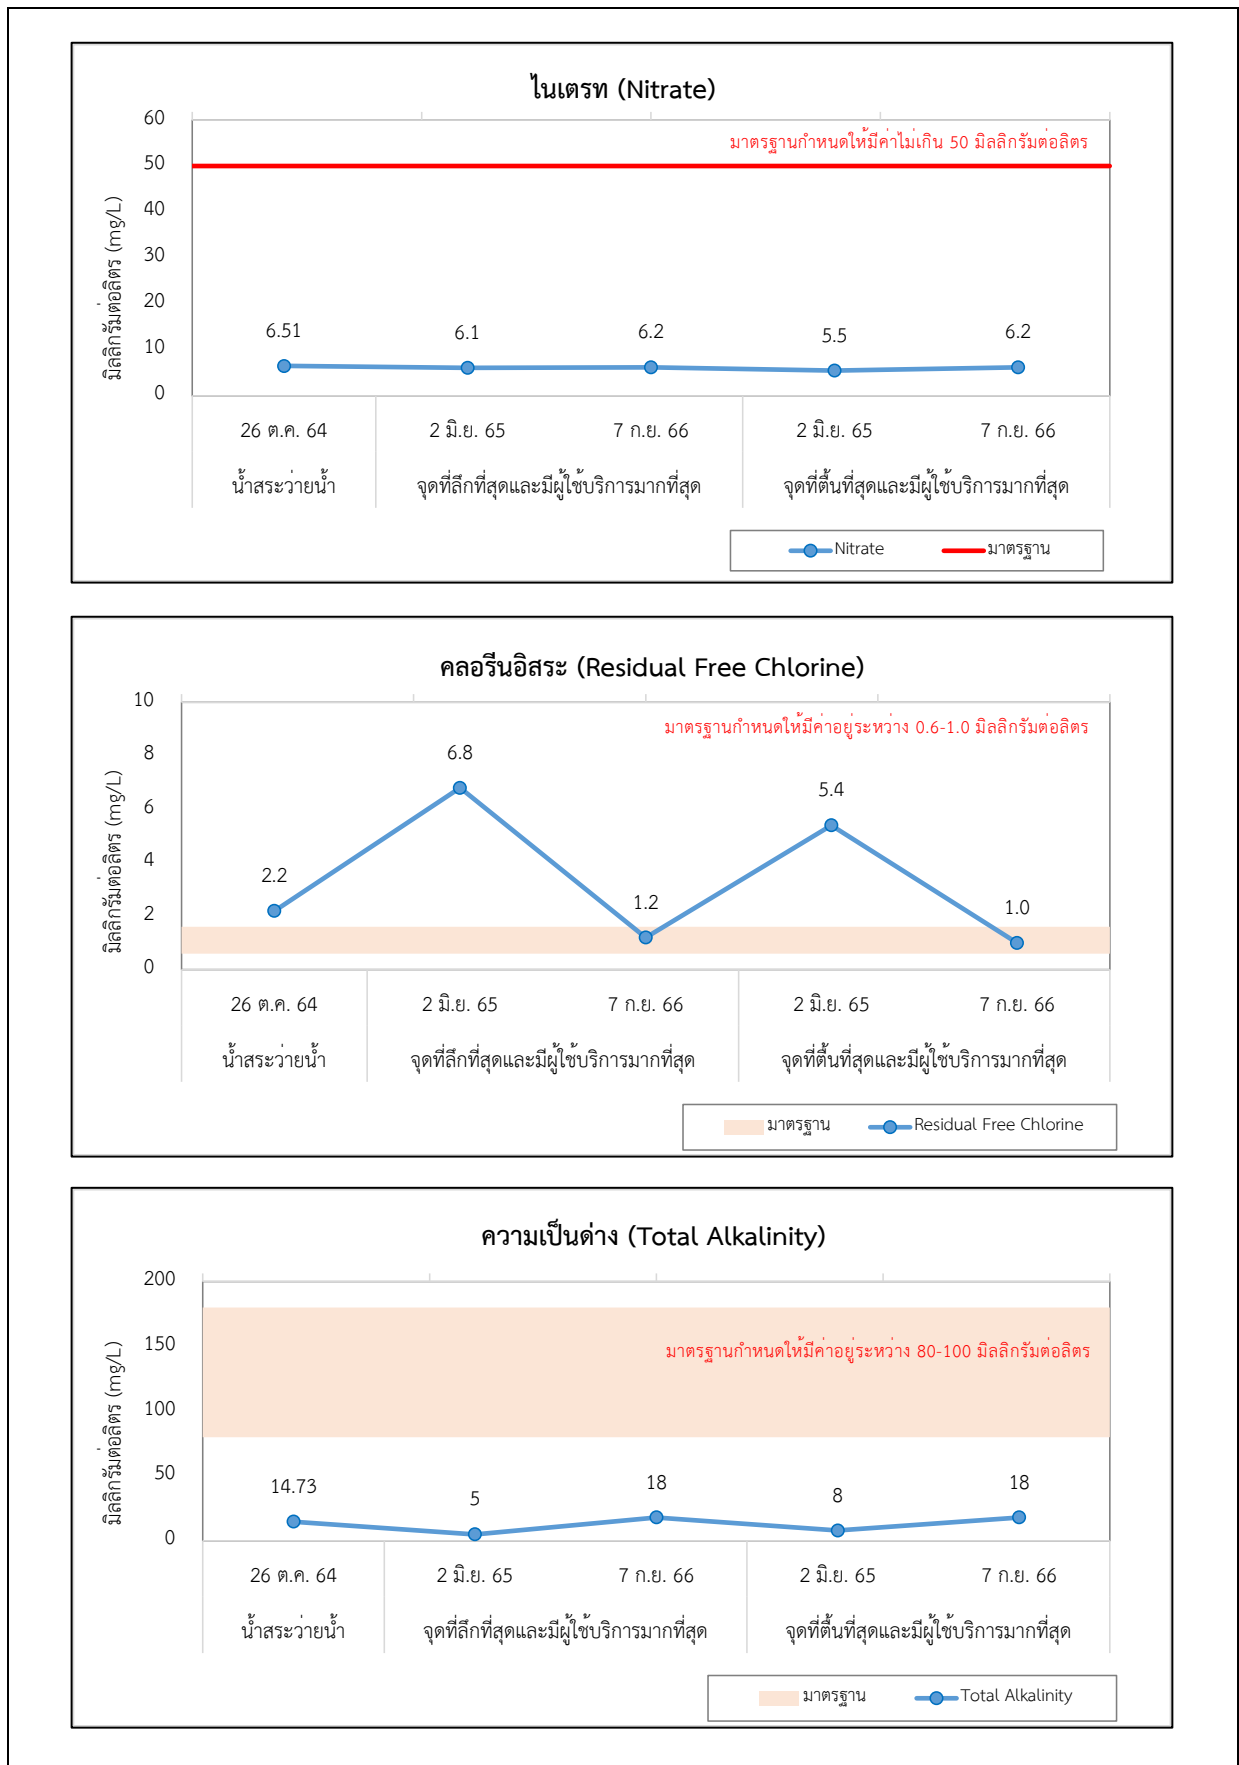 ไนเตรท (Nitrate)
60
50
40
30
20
10
0
มิลลิกรัมต่อลิตร (mg/L)
มาตรฐานกำหนดให้มีค่าไม่เกิน 50 มิลลิกรัมต่อลิตร
6.51 6.1 6.2 5.5 6.2
26 ต.ค. 64 2 มิ.ย. 65 7 ก.ย. 66 2 มิ.ย. 65 7 ก.ย. 66
น้ำสระว่ายน้ำ จุดที่ลึกที่สุดและมีผู้ใช้บริการมากที่สุด จุดที่ตื้นที่สุดและมีผู้ใช้บริการมากที่สุด
Nitrate มาตรฐาน
คลอรีนอิสระ (Residual Free Chlorine)
10
8
6
4
2
0
มิลลิกรัมต่อลิตร (mg/L)
มาตรฐานกำหนดให้มีค่าอยู่ระหว่าง 0.6-1.0 มิลลิกรัมต่อลิตร
2.2 6.8 1.2 5.4 1.0
26 ต.ค. 64 2 มิ.ย. 65 7 ก.ย. 66 2 มิ.ย. 65 7 ก.ย. 66
น้ำสระว่ายน้ำ จุดที่ลึกที่สุดและมีผู้ใช้บริการมากที่สุด จุดที่ตื้นที่สุดและมีผู้ใช้บริการมากที่สุด
มาตรฐาน Residual Free Chlorine
ความเป็นด่าง (Total Alkalinity)
200
150
100
50
0
มิลลิกรัมต่อลิตร (mg/L)
มาตรฐานกำหนดให้มีค่าอยู่ระหว่าง 80-100 มิลลิกรัมต่อลิตร
14.73 5 18 8 18
26 ต.ค. 64 2 มิ.ย. 65 7 ก.ย. 66 2 มิ.ย. 65 7 ก.ย. 66
น้ำสระว่ายน้ำ จุดที่ลึกที่สุดและมีผู้ใช้บริการมากที่สุด จุดที่ตื้นที่สุดและมีผู้ใช้บริการมากที่สุด
มาตรฐาน Total Alkalinity